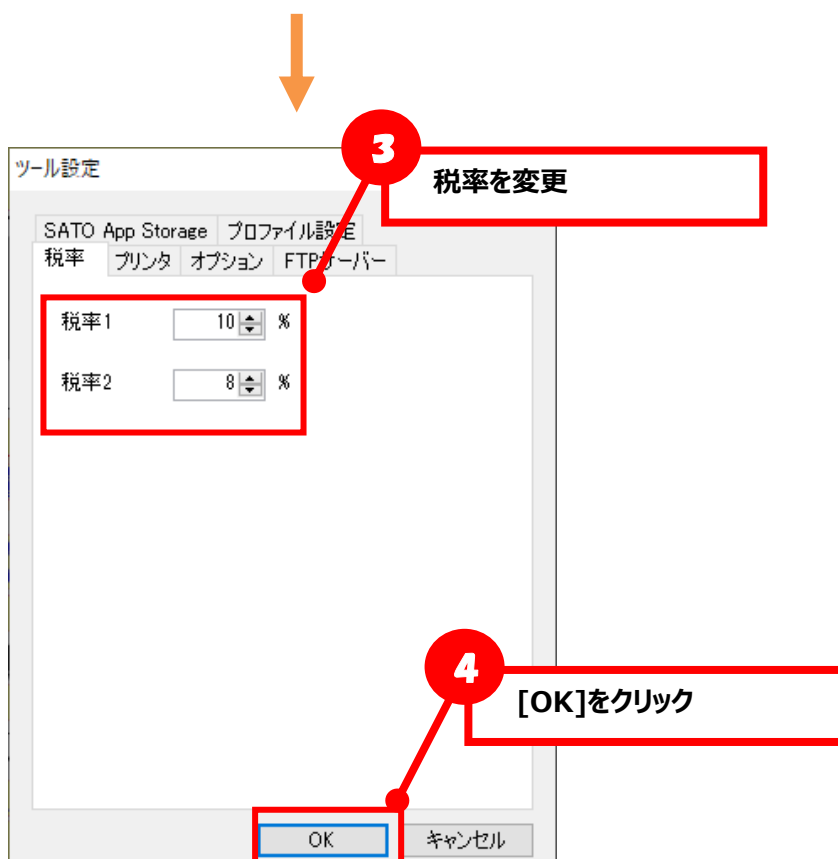 3
税率を変更
ツール設定
SATO App Storage プロファイル設定
税率 プリンタ オプション FTPサーバー
税率1 10 %
税率2 8 %
4
[OK]をクリック
OK キャンセル